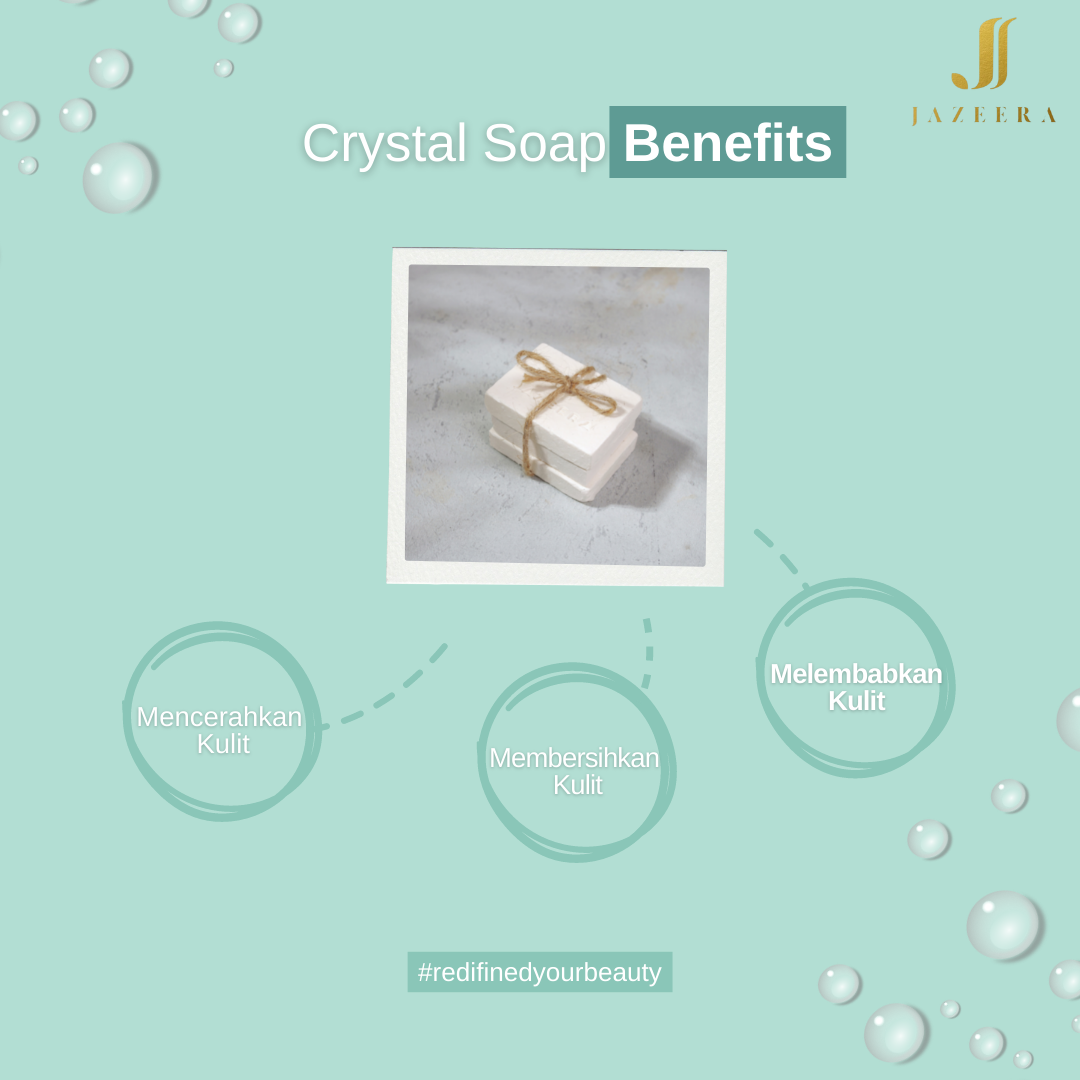 JAZEERA
Crystal Soap Benefits
Mencerahkan
Kulit
Membersihkan
Kulit
Melembabkan
Kulit
#redifinedyourbeauty